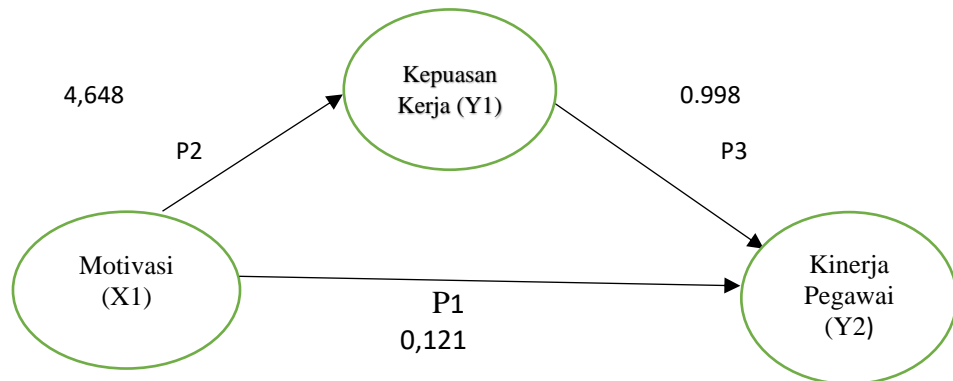 Kepuasan
Kerja (Y1)
4,648
0.998
P2
P3
Motivasi
(X1)
Kinerja
Pegawai
(Y2)
P1
0,121